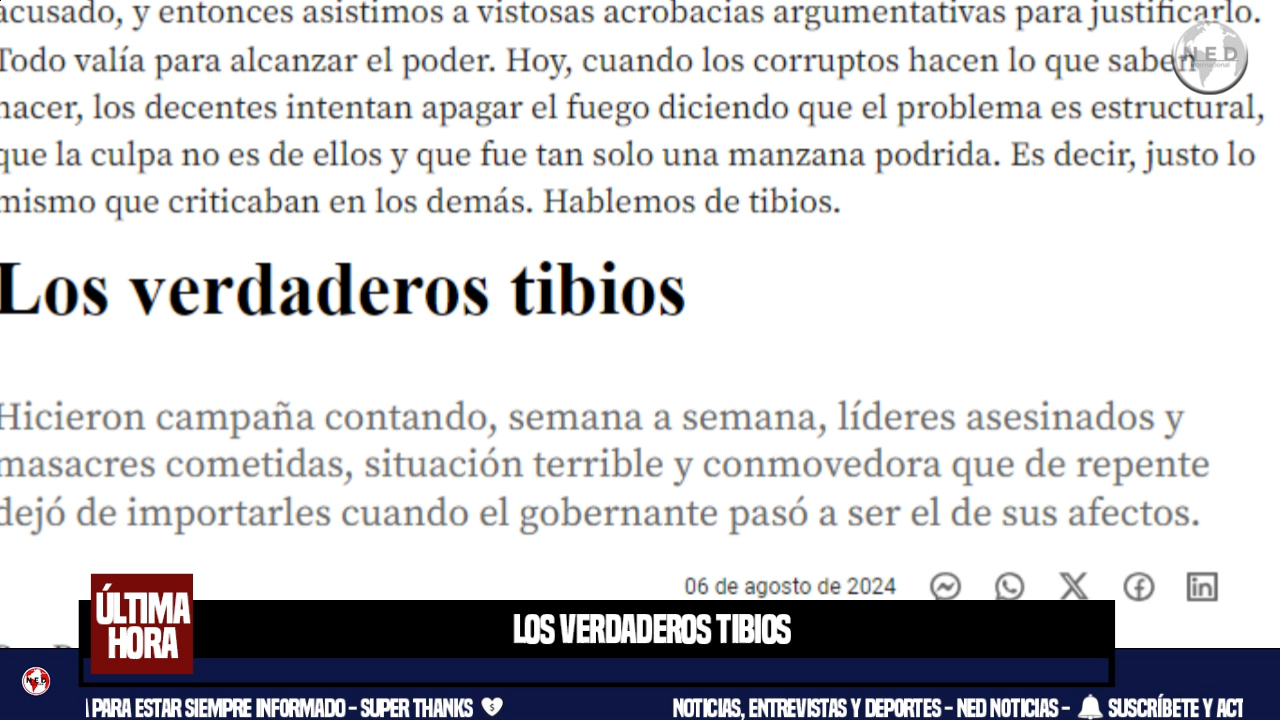 acusado, y entonces asistimos a vistosas acrobacias argumentativas para justificarlo.
Todo valía para alcanzar el poder. Hoy, cuando los corruptos hacen lo que saben
hacer, los decentes intentan apagar el fuego diciendo que el problema es estructural,
que la culpa no es de ellos y que fue tan solo una manzana podrida. Es decir, justo lo
mismo que criticaban en los demás. Hablemos de tibios.
NED
International
Los verdaderos tibios
Hicieron campaña contando, semana a semana, líderes asesinados y
masacres cometidas, situación terrible y conmovedora que de repente
dejó de importarles cuando el gobernante pasó a ser el de sus afectos.
06 de agosto de 2024
ÚLTIMA
HORA
LOS VERDADEROS TIBIOS
NED
A PARA ESTAR SIEMPRE INFORMADO - SUPER THANKS NOTICIAS, ENTREVISTAS Y DEPORTES - NED NOTICIAS - SUSCRÍBETE Y ACT